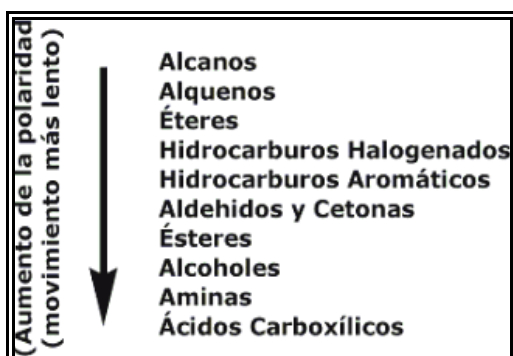 (Aumento de la polaridad
(movimiento más lento)
Alcanos
Alquenos
Éteres
Hidrocarburos Halogenados
Hidrocarburos Aromáticos
Aldehidos y Cetonas
Ésteres
Alcoholes
Aminas
Ácidos Carboxílicos